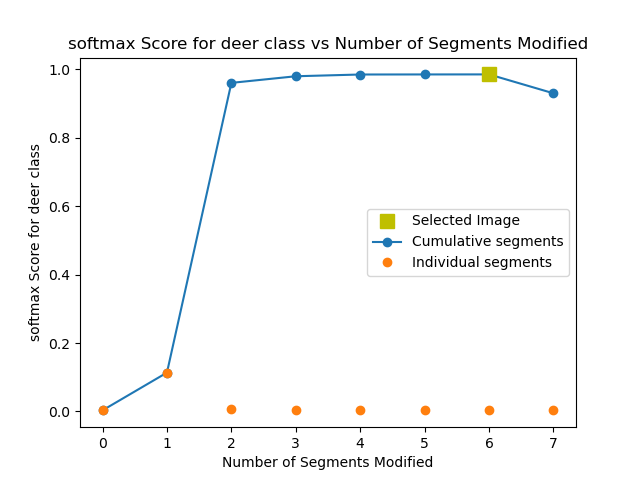 softmax Score for deer class vs Number of Segments Modified
1.0
0.8
0.6
0.4
0.2
0.0
softmax Score for deer class
Selected Image
Cumulative segments
Individual segments
0 1 2 3 4 5 6 7
Number of Segments Modified